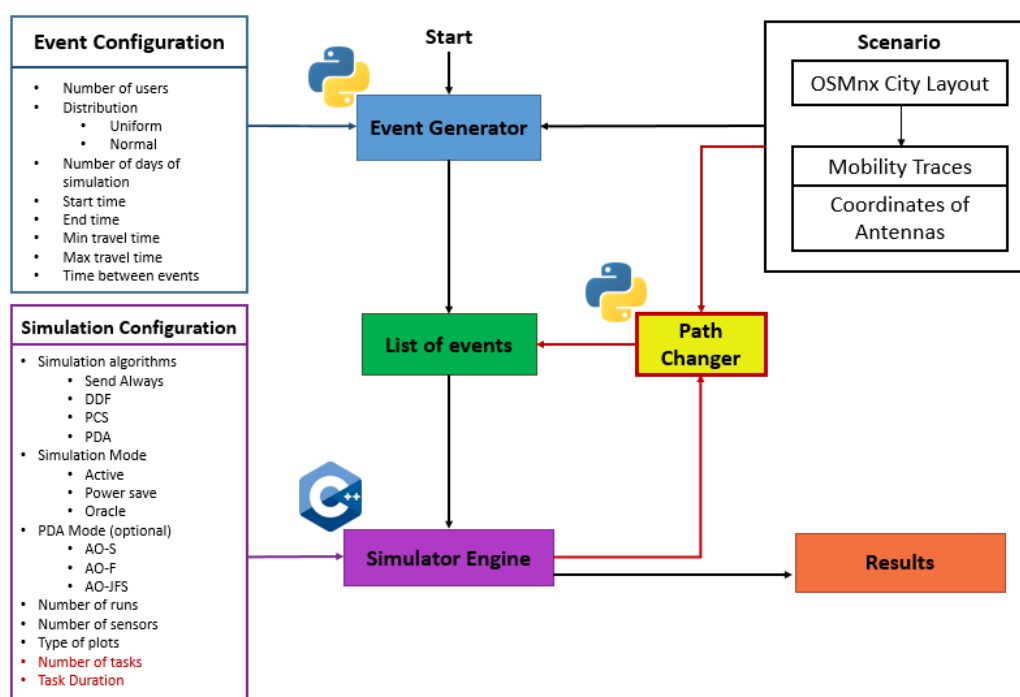 Event Configuration
• Number of users
• Distribution
• Uniform
• Normal
• Number of days of
simulation
• Start time
• End time
• Min travel time
• Max travel time
• Time between events
Start
Event Generator
Scenario
OSMnx City Layout
Mobility Traces
Coordinates of
Antennas
List of events
Path
Changer
Simulation Configuration
• Simulation algorithms
• Send Always
• DDF
• PCS
• PDA
• Simulation Mode
• Active
• Power save
• Oracle
• PDA Mode (optional)
• AO-S
• AO-F
• AO-JFS
• Number of runs
• Number of sensors
• Type of plots
• Number of tasks
• Task Duration
C++
Simulator Engine
Results